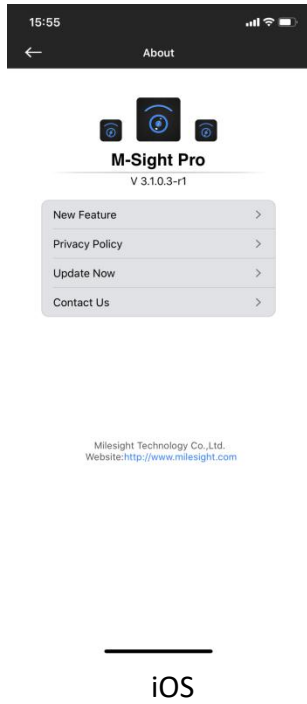 15:55
About
M-Sight Pro
V 3.1.0.3-r1
New Feature
Privacy Policy
Update Now
Contact Us
Milesight Technology Co.,Ltd.
Website:http://www.milesight.com
iOS